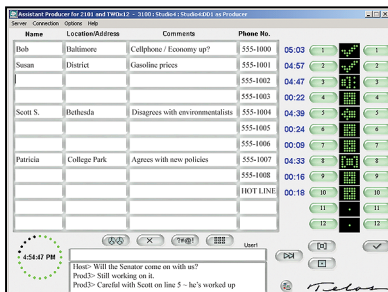 Assistant Producer for 2101 and TWOx12 - 3100 : Studio4 : Studio4.DD1 as Producer
Server Connection Options Help
Name Location/Address Comments Phone No.
Bob Baltimore Cellphone / Economy up? 555-1000 05:03 1 1
Susan District Gasoline prices 555-1001 04:57 2 2
555-1002 04:47 3 3
555-1003 00:22 4 4
Scott S. Bethesda Disagrees with environmentalists 555-1004 04:39 5 5
555-1005 00:24 6 6
555-1006 00:09 7 7
Patricia College Park Agrees with new policies 555-1007 04:33 8 8
555-1008 00:16 9 9
HOT LINE 00:18 10 10
11 11
12 12
?#@!
User1
4:54:47 PM
Host> Will the Senator come on with us?
Prod3> Still working on it.
Prod3> Careful with Scott on line 5 ~ he's worked up
Telos